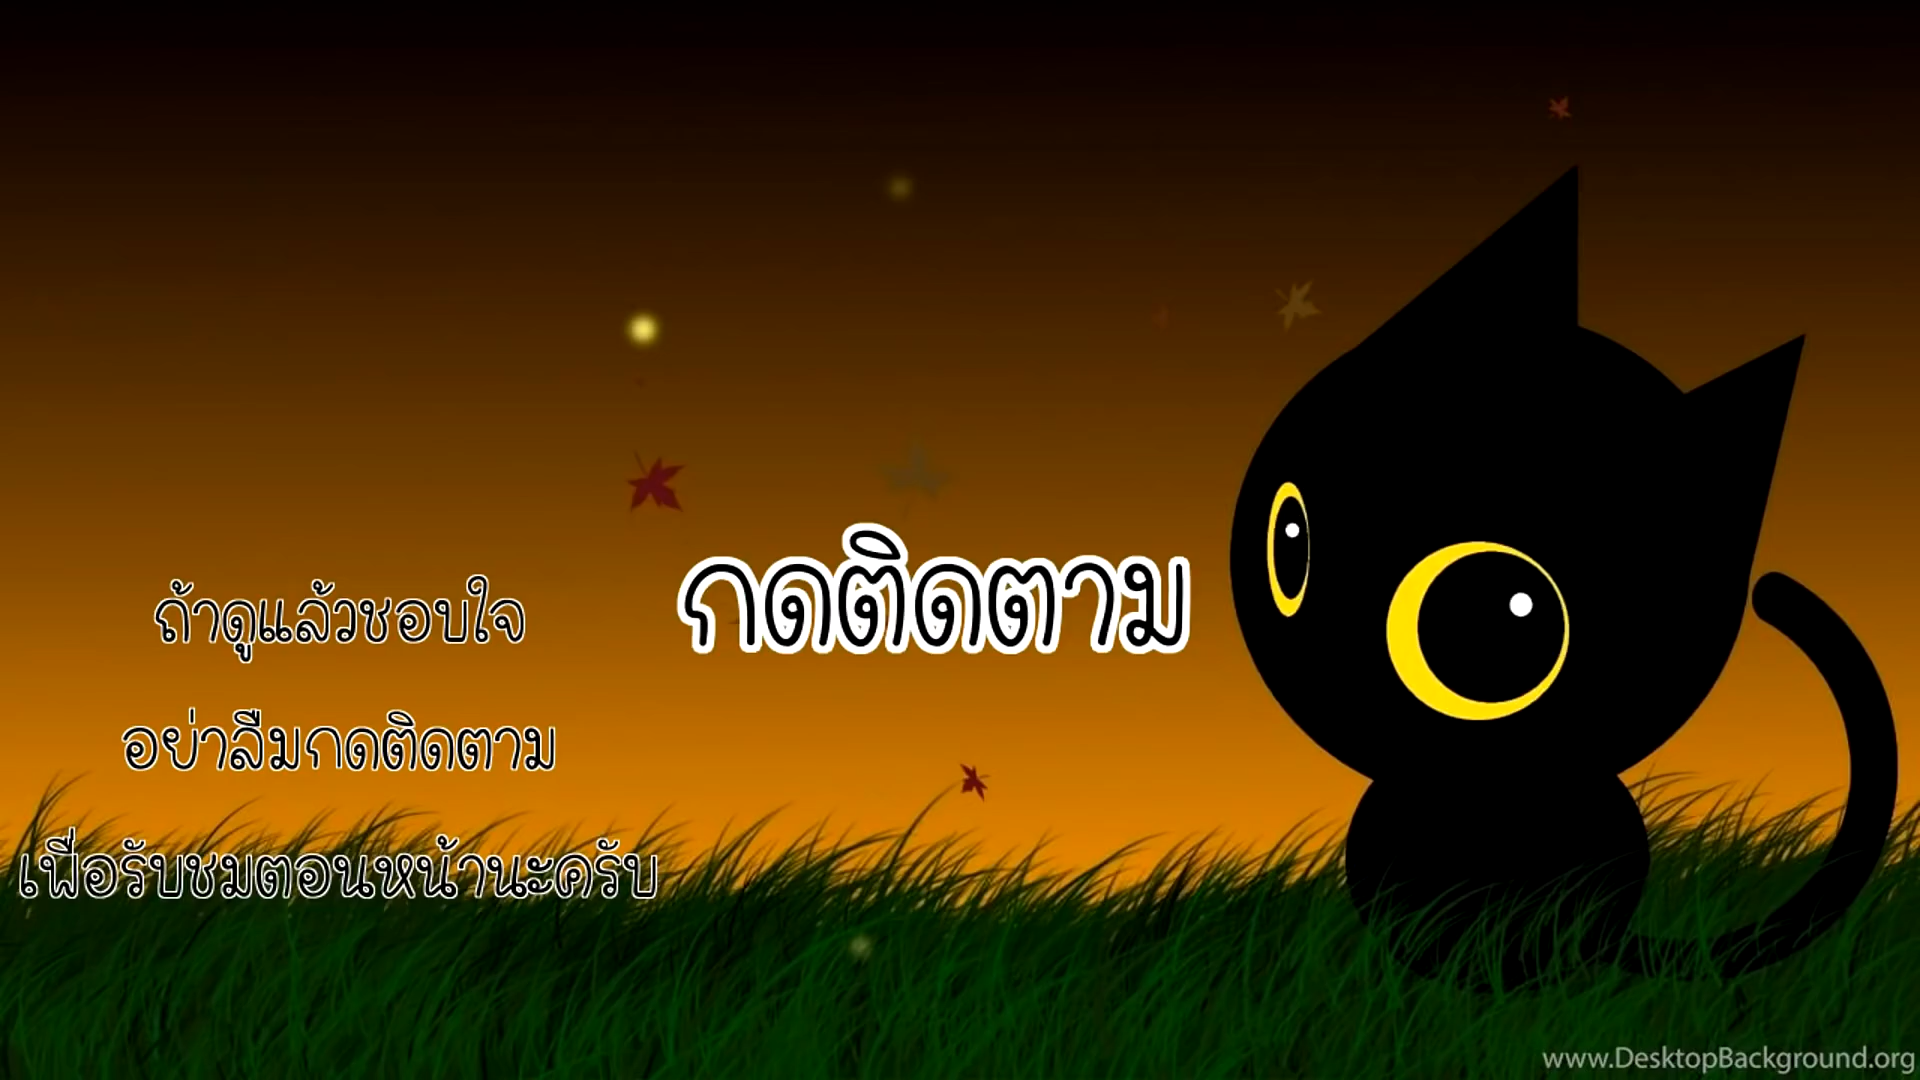 กดติดตาม
ถ้าดูแล้วชอบใจ
อย่าลืมกดติดตาม
เพื่อรับชมตอนหน้านะครับ
www.DesktopBackground.org